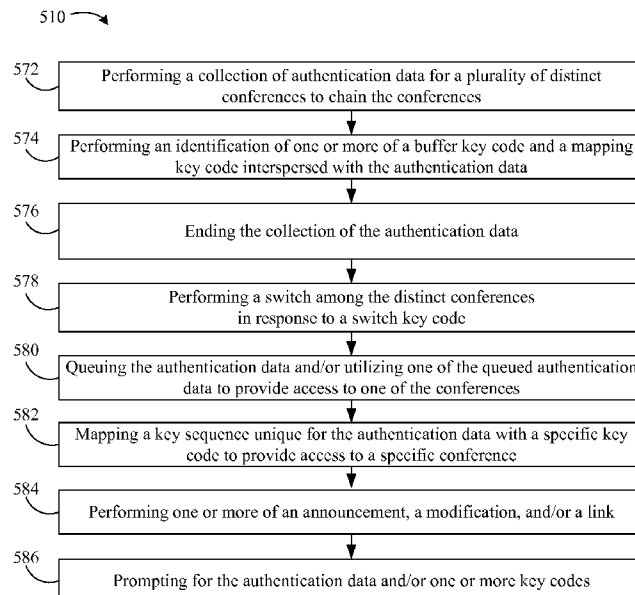 510
572
Performing a collection of authentication data for a plurality of distinct
conferences to chain the conferences
574
Performing an identification of one or more of a buffer key code and a mapping
key code interspersed with the authentication data
576
Ending the collection of the authentication data
578
Performing a switch among the distinct conferences
in response to a switch key code
580
Queuing the authentication data and/or utilizing one of the queued authentication
data to provide access to one of the conferences
582
Mapping a key sequence unique for the authentication data with a specific key
code to provide access to a specific conference
584
Performing one or more of an announcement, a modification, and/or a link
586
Prompting for the authentication data and/or one or more key codes